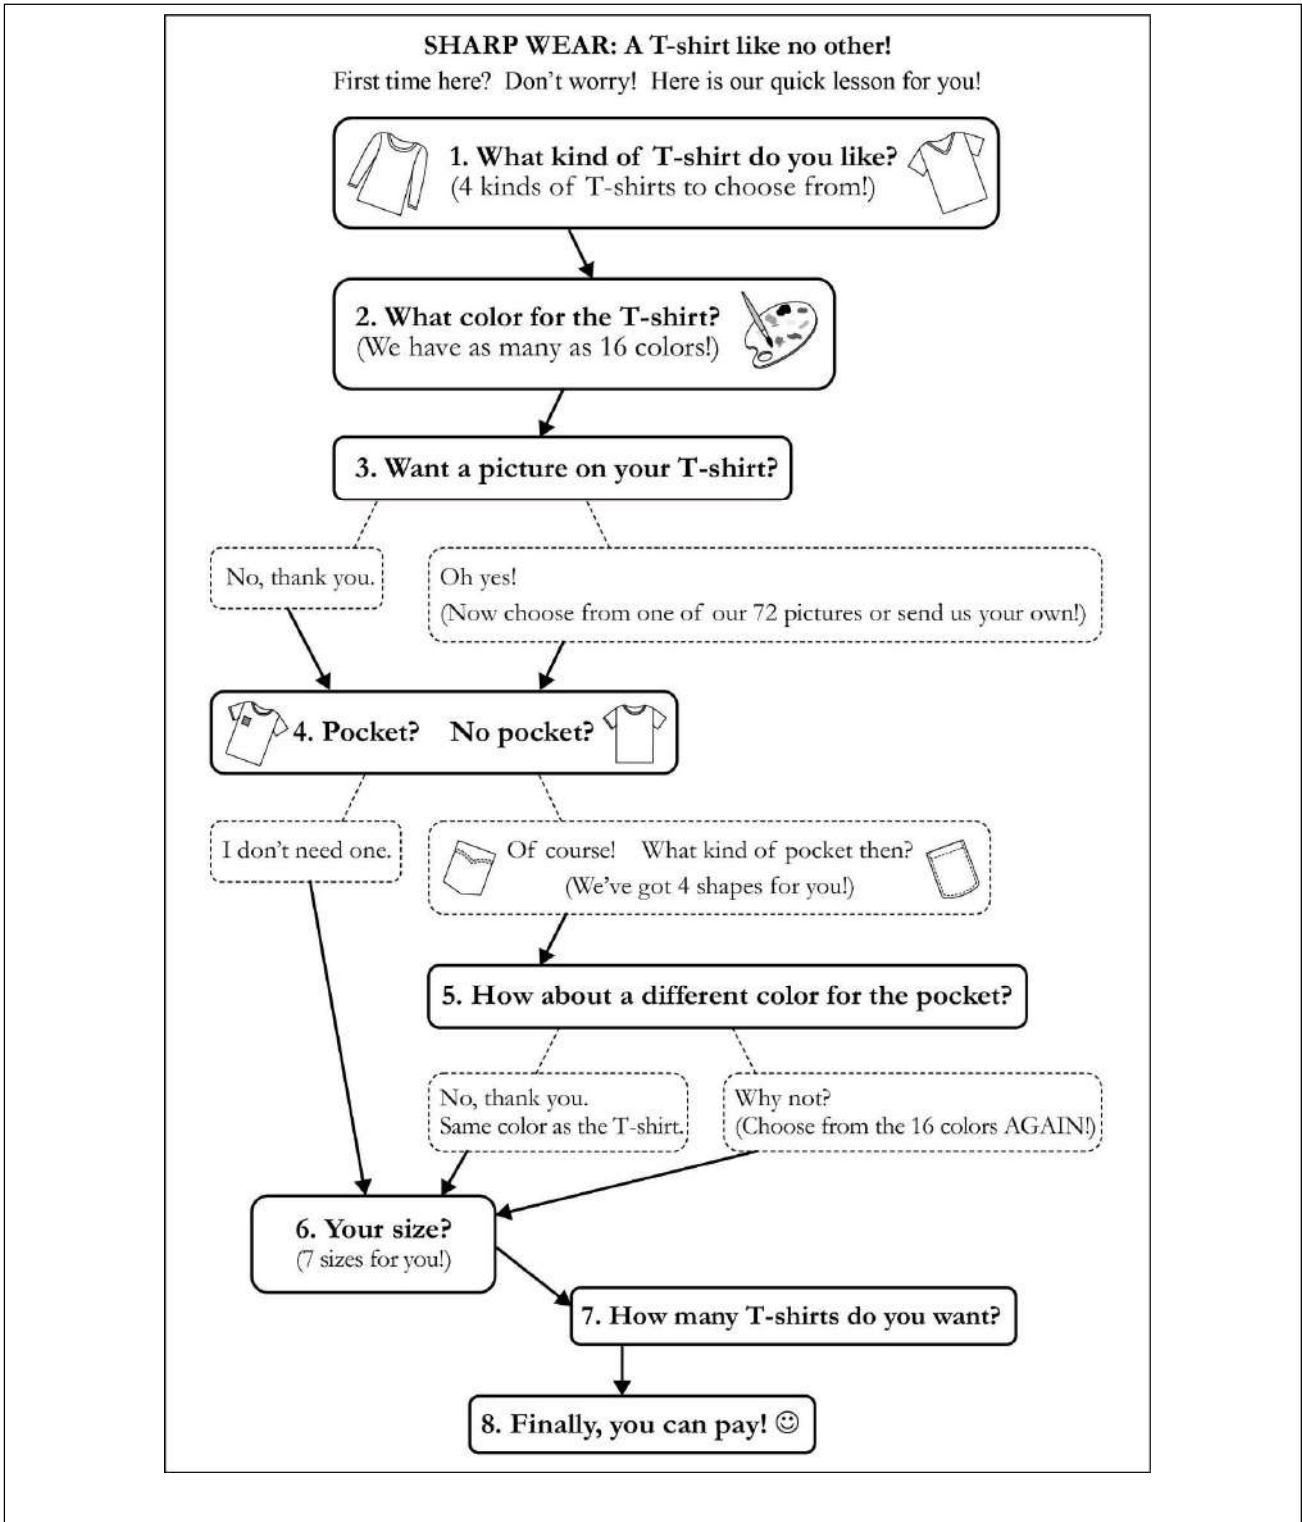 SHARP WEAR: A T-shirt like no other!
First time here? Don't worry! Here is our quick lesson for you!
1. What kind of T-shirt do you like?
(4 kinds of T-shirts to choose from!)
2. What color for the T-shirt?
(We have as many as 16 colors!)
3. Want a picture on your T-shirt?
No, thank you.
Oh yes!
(Now choose from one of our 72 pictures or send us your own!)
4. Pocket? No pocket?
I don't need one.
Of course! What kind of pocket then?
(We've got 4 shapes for you!)
5. How about a different color for the pocket?
No, thank you.
Same color as the T-shirt.
Why not?
(Choose from the 16 colors AGAIN!)
6. Your size?
(7 sizes for you!)
7. How many T-shirts do you want?
8. Finally, you can pay! ☺